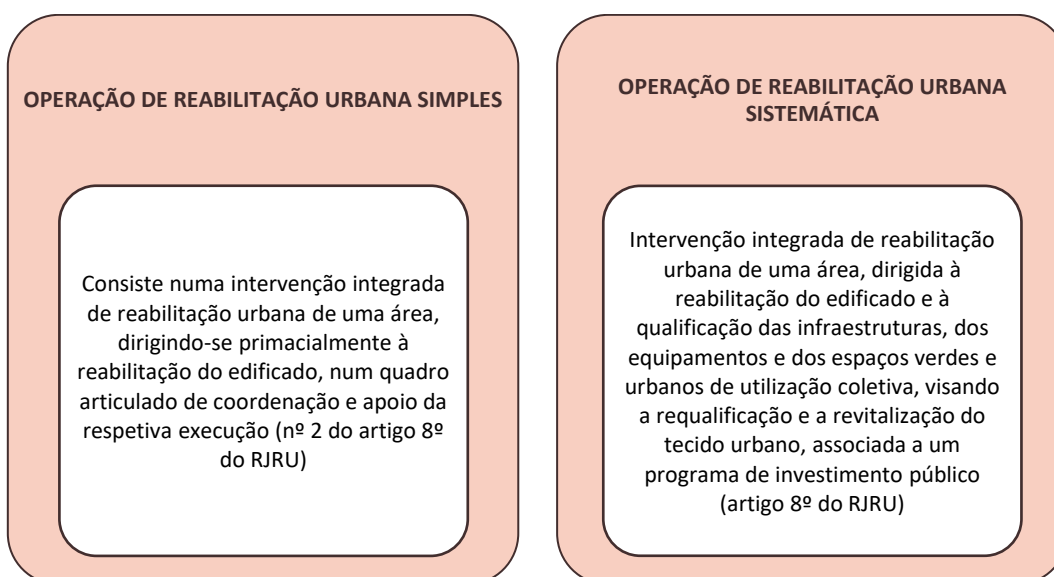 OPERAÇÃO DE REABILITAÇÃO URBANA SIMPLES
Consiste numa intervenção integrada
de reabilitação urbana de uma área,
dirigindo-se primacialmente à
reabilitação do edificado, num quadro
articulado de coordenação e apoio da
respetiva execução (nº 2 do artigo 8º
do RJRU)
OPERAÇÃO DE REABILITAÇÃO URBANA
SISTEMÁTICA
Intervenção integrada de reabilitação
urbana de uma área, dirigida à
reabilitação do edificado e à
qualificação das infraestruturas, dos
equipamentos e dos espaços verdes e
urbanos de utilização coletiva, visando
a requalificação e a revitalização do
tecido urbano, associada a um
programa de investimento público
(artigo 8º do RJRU)